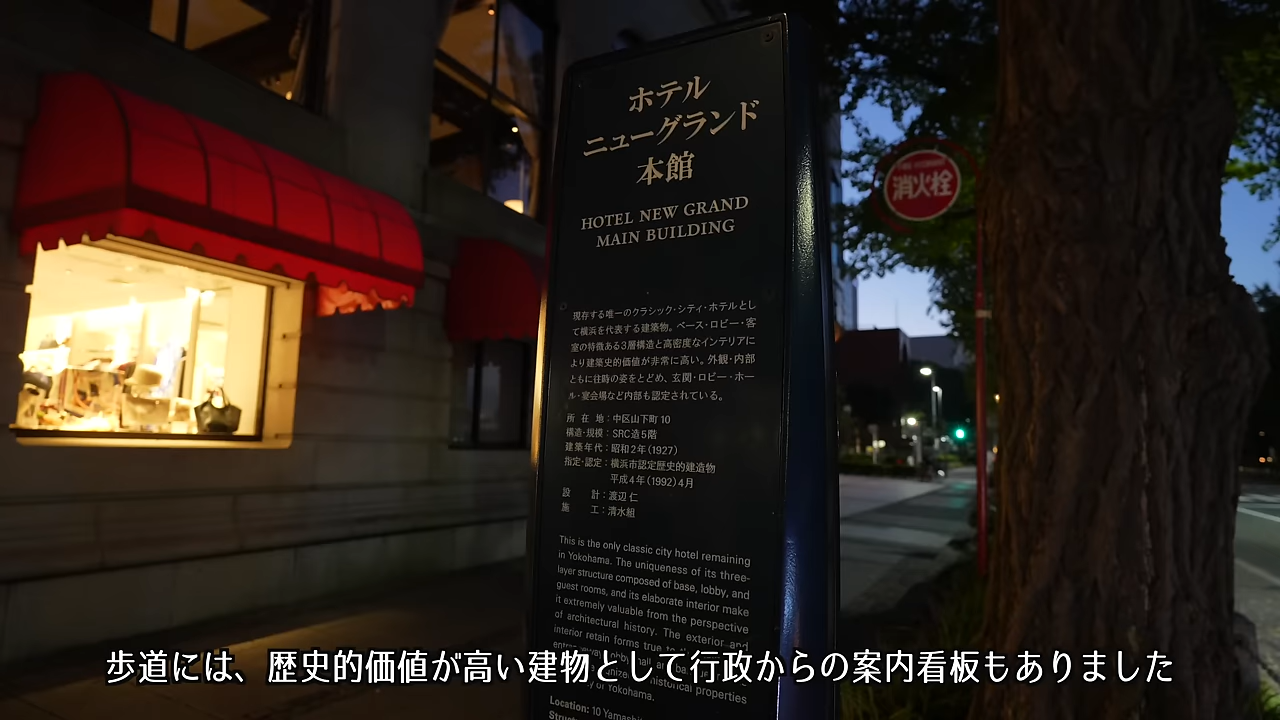 ホテル
ニューグランド
本館
HOTEL NEW GRAND
MAIN BUILDING
現存する唯一のクラシック・シティ・ホテルとし
て横浜を代表する建築物。ベース・ロビー・客
室の特徴ある3層構造と高密度なインテリアに
より建築史的価値が非常に高い。外観・内部
ともに往時の姿をとどめ、玄関・ロビー・ホー
ル・宴会場など内部も認定されている。
所在地:中区山下町10
構造・規模:SRC造5階
建築年代:昭和2年(1927)
指定・認定:横浜市認定歴史的建造物
平成4年(1992)4月
設計:渡辺 仁
施工:清水組
This is the only classic city hotel remaining
in Yokohama. The uniqueness of its three-
layer structure composed of base, lobby, and
guest rooms, and its elaborate interior make
it extremely valuable from the perspective
of architectural history. The exterior and
interior retain forms true to
historical properties
of Yokohama.
Location: 10 Yamashi
消火栓
歩道には、歴史的価値が高い建物として行政からの案内看板もありました